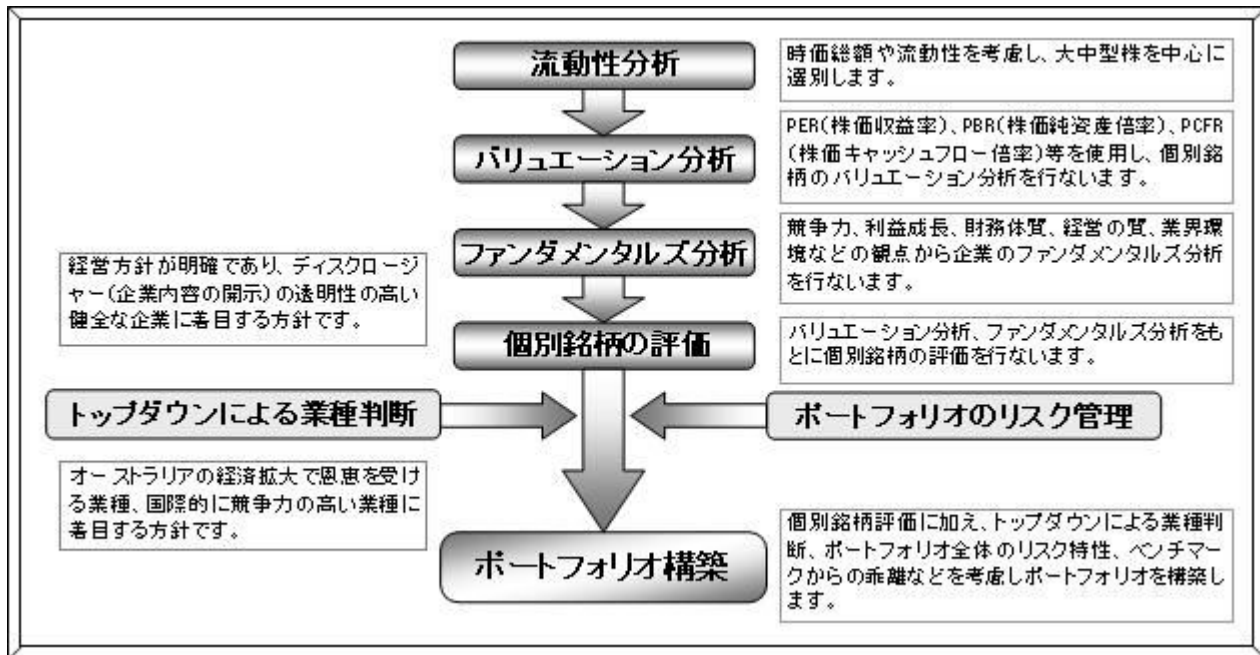 流動性分析
時価総額や流動性を考慮し、大中型株を中心に
選別します。
バリュエーション分析
PER(株価収益率)、PBR(株価純資産倍率)、PCFR
(株価キャッシュフロー倍率)等を使用し、個別銘
柄のバリュエーション分析を行ないます。
ファンダメンタルズ分析
競争力、利益成長、財務体質、経営の質、業界環
境などの観点から企業のファンダメンタルズ分析
を行ないます。
経営方針が明確であり、ディスクロージ
ャー(企業内容の開示)の透明性の高い
健全な企業に着目する方針です。
個別銘柄の評価
バリュエーション分析、ファンダメンタルズ分析をも
とに個別銘柄の評価を行ないます。
トップダウンによる業種判断
ポートフォリオのリスク管理
オーストラリアの経済拡大で恩恵を受け
る業種、国際的に競争力の高い業種に
着目する方針です。
ポートフォリオ構築
個別銘柄評価に加え、トップダウンによる業種判
断、ポートフォリオ全体のリスク特性、ベンチマー
クからの乖離などを考慮しポートフォリオを構築し
ます。